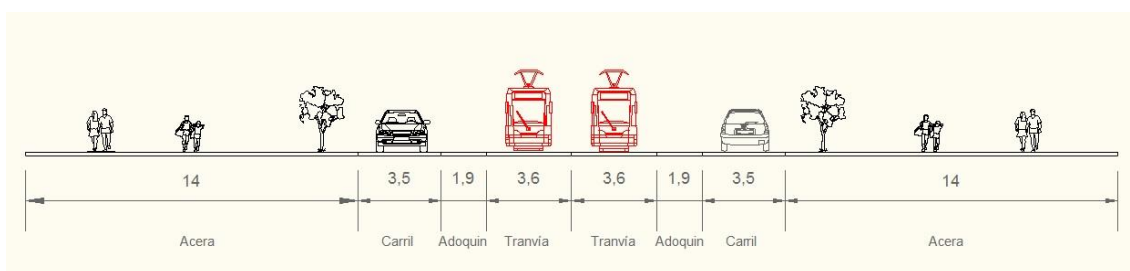 14 3,5 1,9 3,6 3,6 1,9 3,5 14
Acera Carril Adoquin Tranvía Tranvía Adoquin Carril Acera